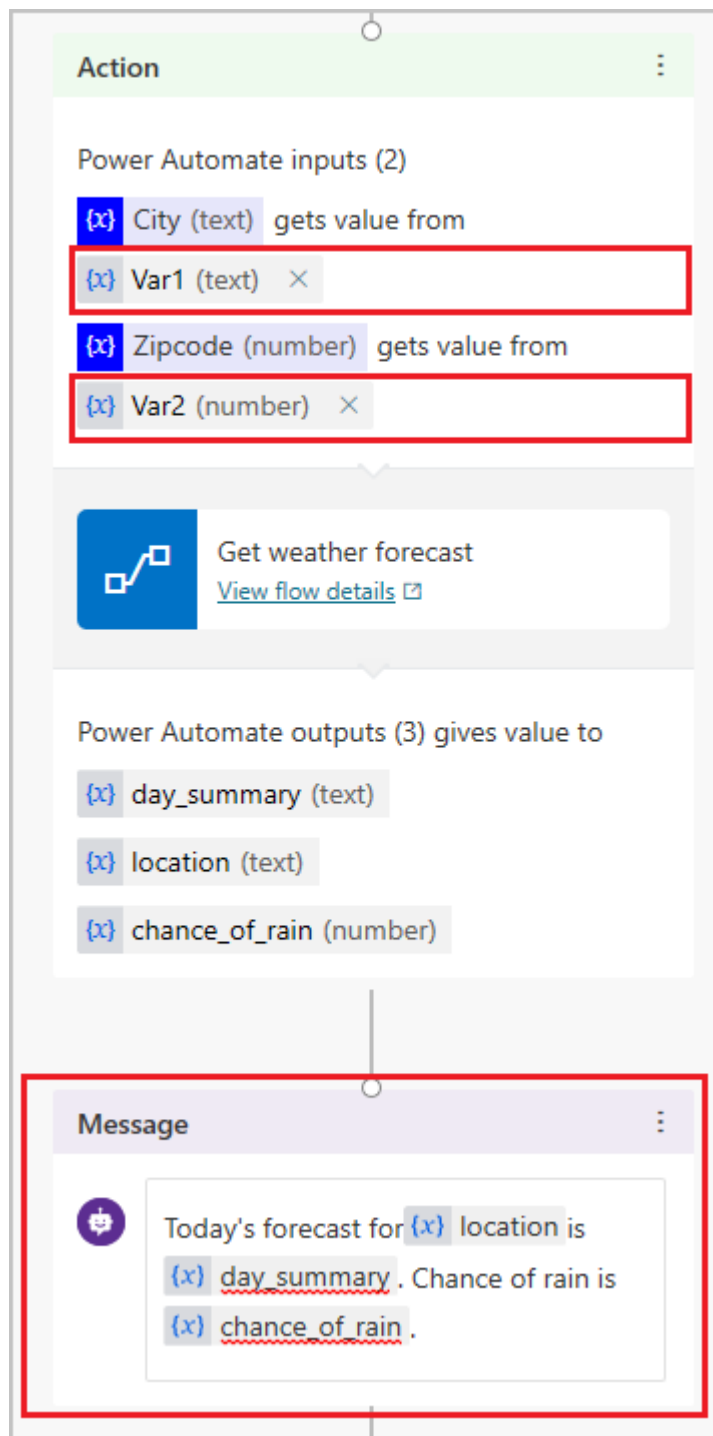 Action
Power Automate inputs (2)
{x} City (text) gets value from
{x} Var1 (text) ×
{x} Zipcode (number) gets value from
{x} Var2 (number) ×
Get weather forecast
View flow details
Power Automate outputs (3) gives value to
{x} day_summary (text)
{x} location (text)
{x} chance_of_rain (number)
Message
Today's forecast for {x} location is
{x} day_summary . Chance of rain is
{x} chance_of_rain .